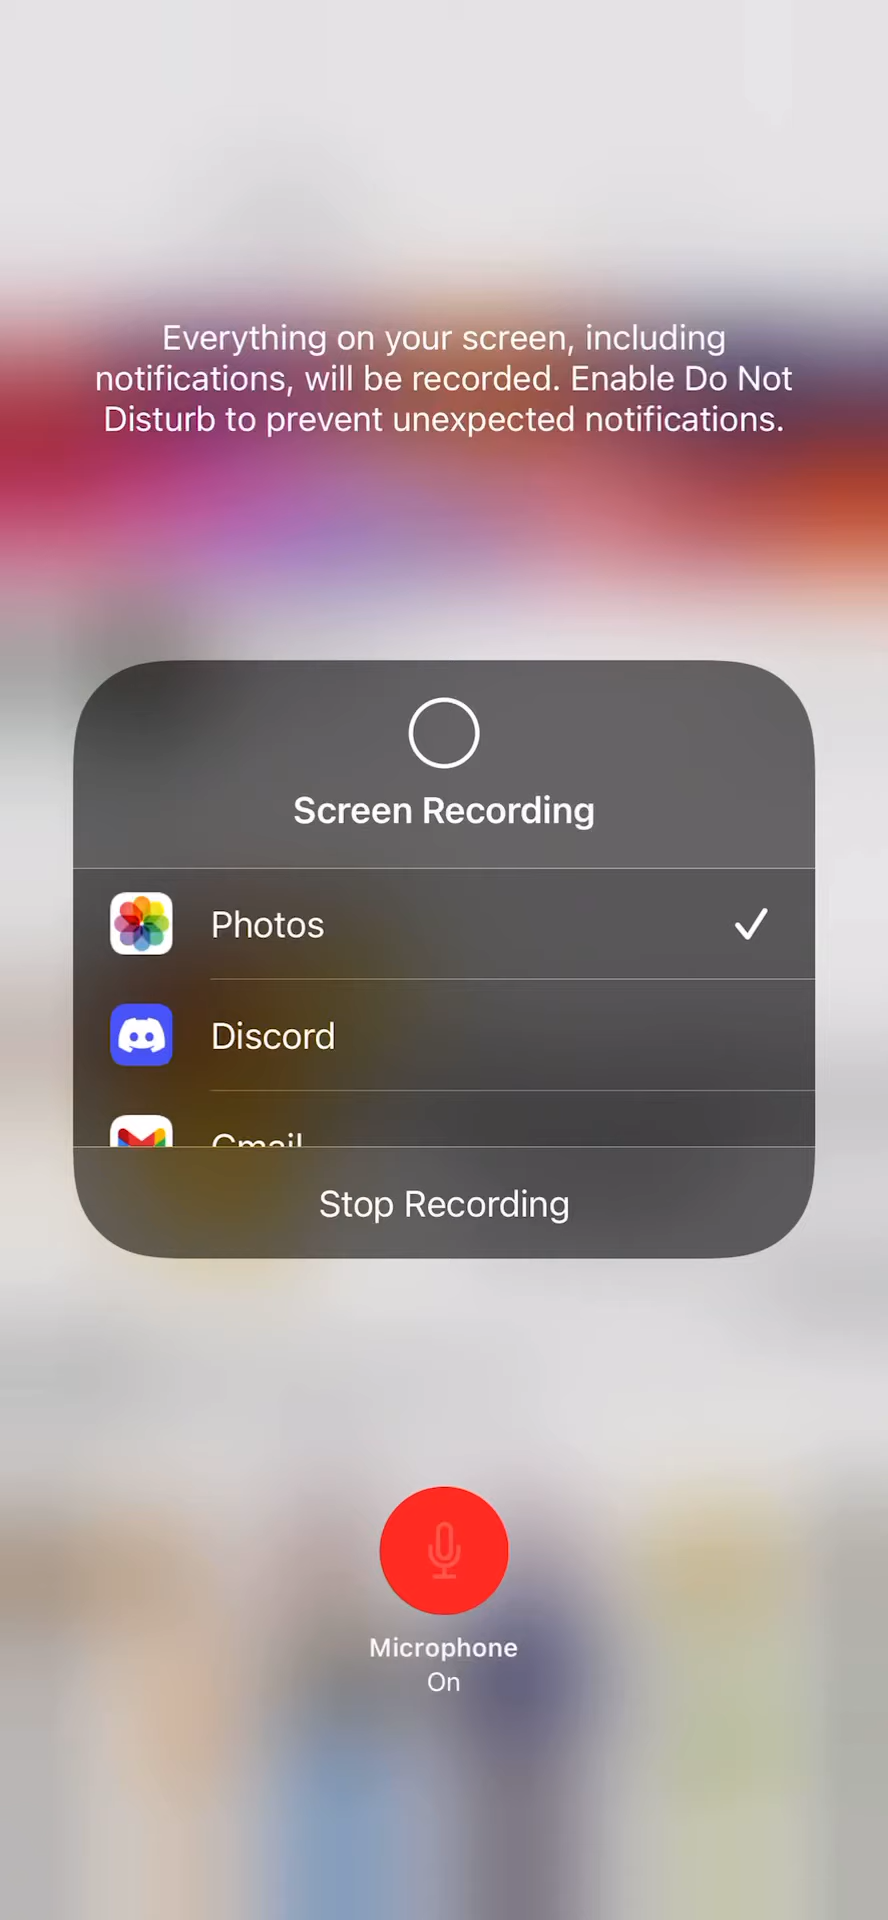 Everything on your screen, including
notifications, will be recorded. Enable Do Not
Disturb to prevent unexpected notifications.
Screen Recording
Photos
Discord
Gmail
Stop Recording
Microphone
On